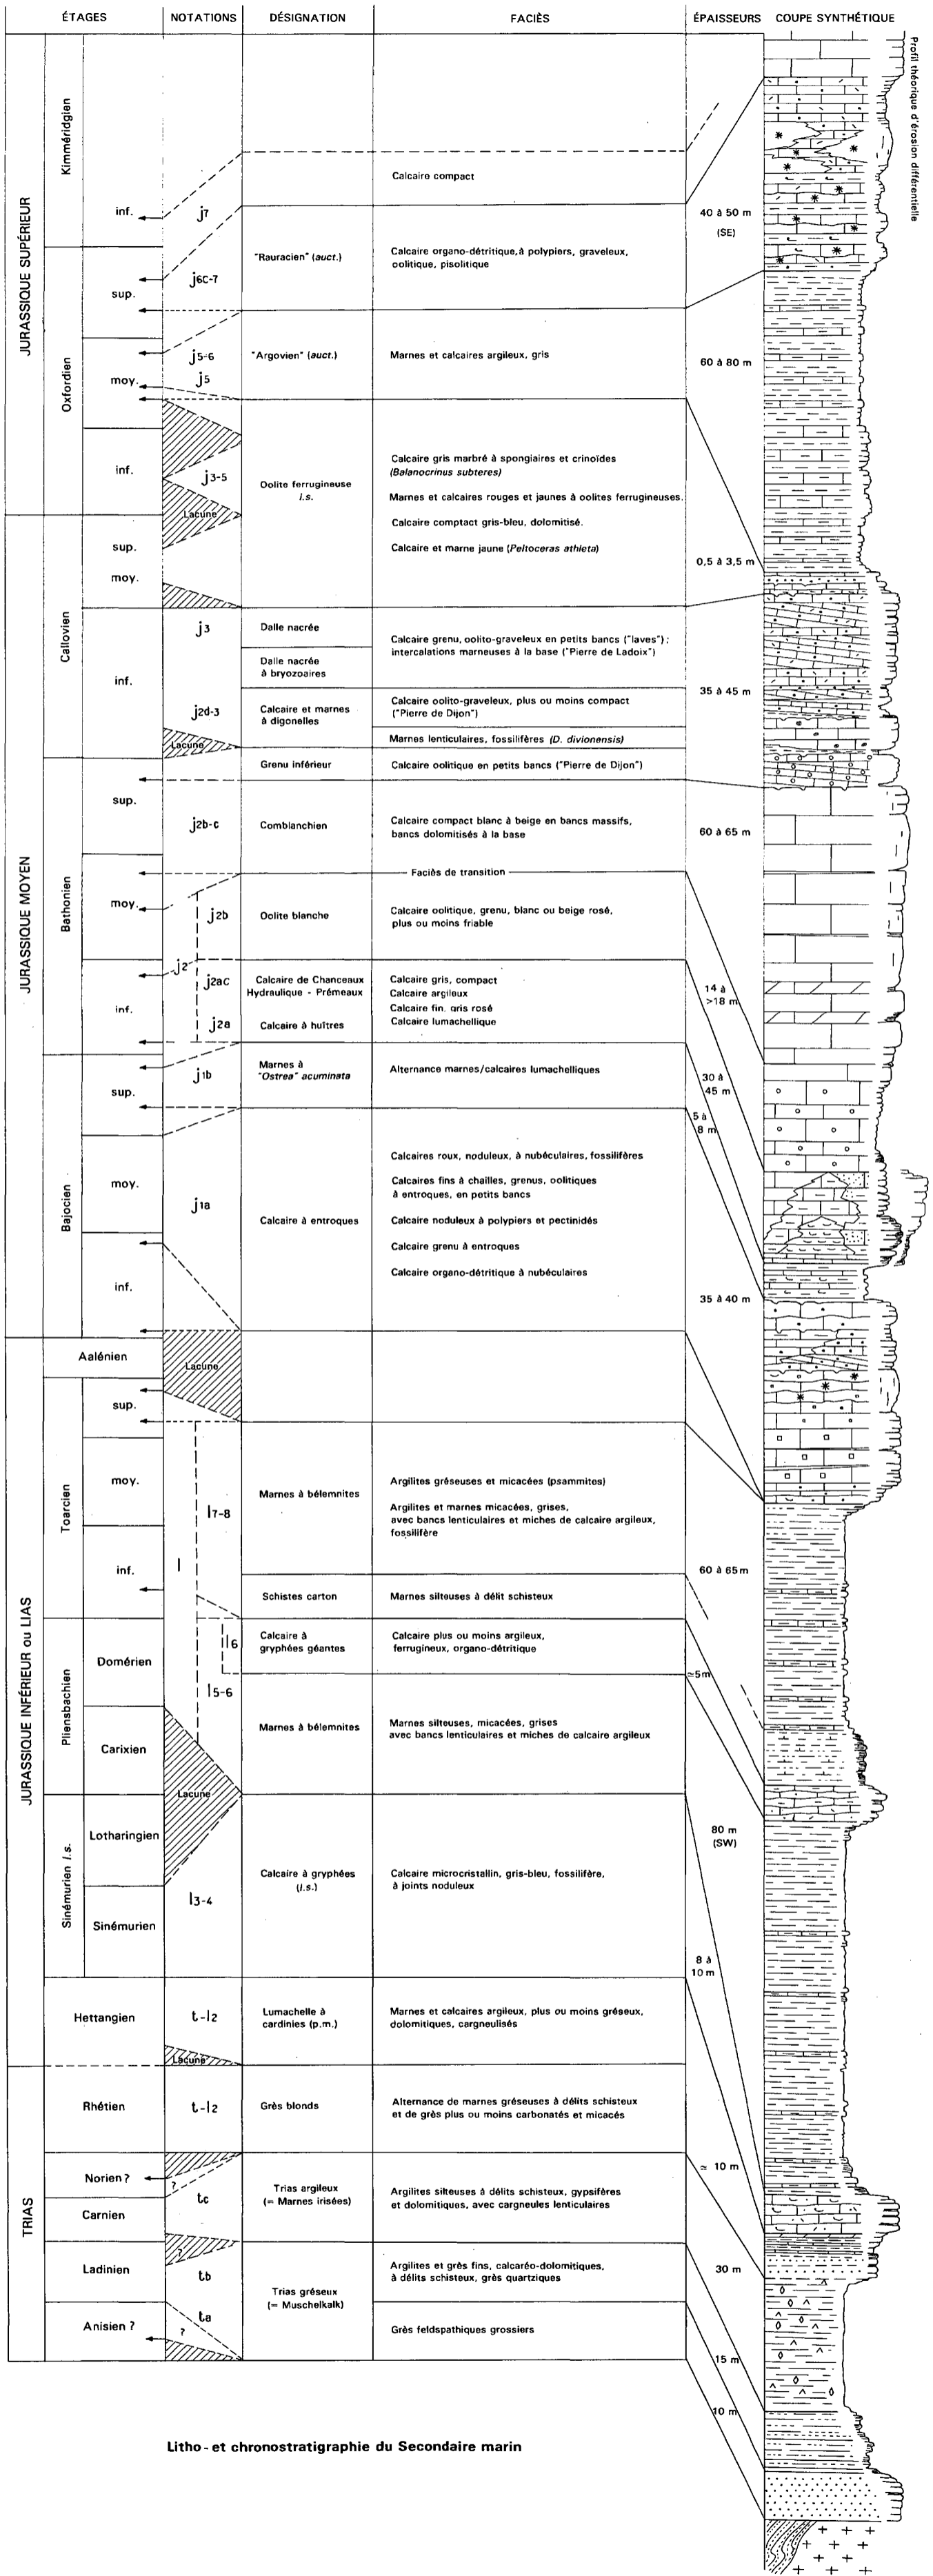 ÉTAGES NOTATIONS DÉSIGNATION FACIÈS ÉPAISSEURS COUPE SYNTHÉTIQUE
Profil théorique d'érosion différentielle
JURASSIQUE SUPÉRIEUR
Kimméridgien
inf.
j7
Calcaire compact
40 à 50 m
(SE)
Oxfordien
sup.
j6c-7
"Rauracien" (auct.)
Calcaire organo-détritique,à polypiers, graveleux,
oolitique, pisolitique
moy.
j5-6
j5
"Argovien" (auct.)
Marnes et calcaires argileux, gris
60 à 80 m
inf.
j3-5
Lacune
Oolite ferrugineuse
l.s.
Calcaire gris marbré à spongiaires et crinoïdes
(Balanocrinus subteres)
Marnes et calcaires rouges et jaunes à oolites ferrugineuses.
Calcaire comptact gris-bleu, dolomitisé.
Calcaire et marne jaune (Peltoceras athleta)
0,5 à 3,5 m
JURASSIQUE MOYEN
Callovien
sup.
moy.
inf.
j3
Dalle nacrée
Dalle nacrée
à bryozoaires
Calcaire grenu, oolito-graveleux en petits bancs ("laves) ;
intercalations marneuses à la base ("Pierre de Ladoix")
35 à 45 m
j2d-3
Lacune
Calcaire et marnes
à digonelles
Calcaire oolito-graveleux, plus ou moins compact
("Pierre de Dijon")
Marnes lenticulaires, fossilifères (D. divionensis)
Bathonien
sup.
Grenu inférieur
Calcaire oolitique en petits bancs ("Pierre de Dijon")
j2b-c
Comblanchien
Calcaire compact blanc à beige en bancs massifs,
bancs dolomitisés à la base
60 à 65 m
Faciès de transition
moy.
j2b
Oolite blanche
Calcaire oolitique, grenu, blanc ou beige rosé,
plus ou moins friable
14 à
>18 m
inf.
j2
j2ac
j2a
Calcaire de Chanceaux
Hydraulique - Prémeaux
Calcaire à huîtres
Calcaire gris, compact
Calcaire argileux
Calcaire fin, gris rosé
Calcaire lumachellique
30 à
45 m
Bajocien
sup.
j1b
Marnes à
"Ostrea" acuminata
Alternance marnes/calcaires lumachelliques
5 à
8 m
moy.
inf.
j1a
Calcaire à entroques
Calcaires roux, noduleux, à nubéculaires, fossilifères
Calcaires fins à chailles, grenus, oolitiques
à entroques, en petits bancs
Calcaire noduleux à polypiers et pectinidés
Calcaire grenu à entroques
Calcaire organo-détritique à nubéculaires
35 à 40 m
JURASSIQUE INFÉRIEUR ou LIAS
Aalénien
Lacune
Toarcien
sup.
moy.
inf.
l
l7-8
Marnes à bélemnites
Argilites gréseuses et micacées (psammites)
Argilites et marnes micacées, grises,
avec bancs lenticulaires et miches de calcaire argileux,
fossilifère
60 à 65m
Schistes carton
Marnes silteuses à délit schisteux
Pliensbachien
Domérien
l6
l5-6
Calcaire à
gryphées géantes
Calcaire plus ou moins argileux,
ferrugineux, organo-détritique
≃5m
Carixien
Marnes à bélemnites
Marnes silteuses, micacées, grises
avec bancs lenticulaires et miches de calcaire argileux
80 m
(SW)
Lacune
Sinémurien l.s.
Lotharingien
Sinémurien
l3-4
Calcaire à gryphées
(l.s.)
Calcaire microcristallin, gris-bleu, fossilifère,
à joints noduleux
8 à
10 m
Hettangien
t-l2
Lacune
Lumachelle à
cardinies (p.m.)
Marnes et calcaires argileux, plus ou moins gréseux,
dolomitiques, cargneulisés
TRIAS
Rhétien
t-l2
Grès blonds
Alternance de marnes gréseuses à délits schisteux
et de grès plus ou moins carbonatés et micacés
≃ 10 m
Norien ?
?
Carnien
tc
Trias argileux
(= Marnes irisées)
Argilites silteuses à délits schisteux, gypsifères
et dolomitiques, avec cargneules lenticulaires
30 m
Ladinien
?
tb
Trias gréseux
(= Muschelkalk)
Argilites et grès fins, calcaréo-dolomitiques,
à délits schisteux, grès quartziques
15 m
Anisien ?
ta
?
Grès feldspathiques grossiers
10 m
Litho - et chronostratigraphie du Secondaire marin